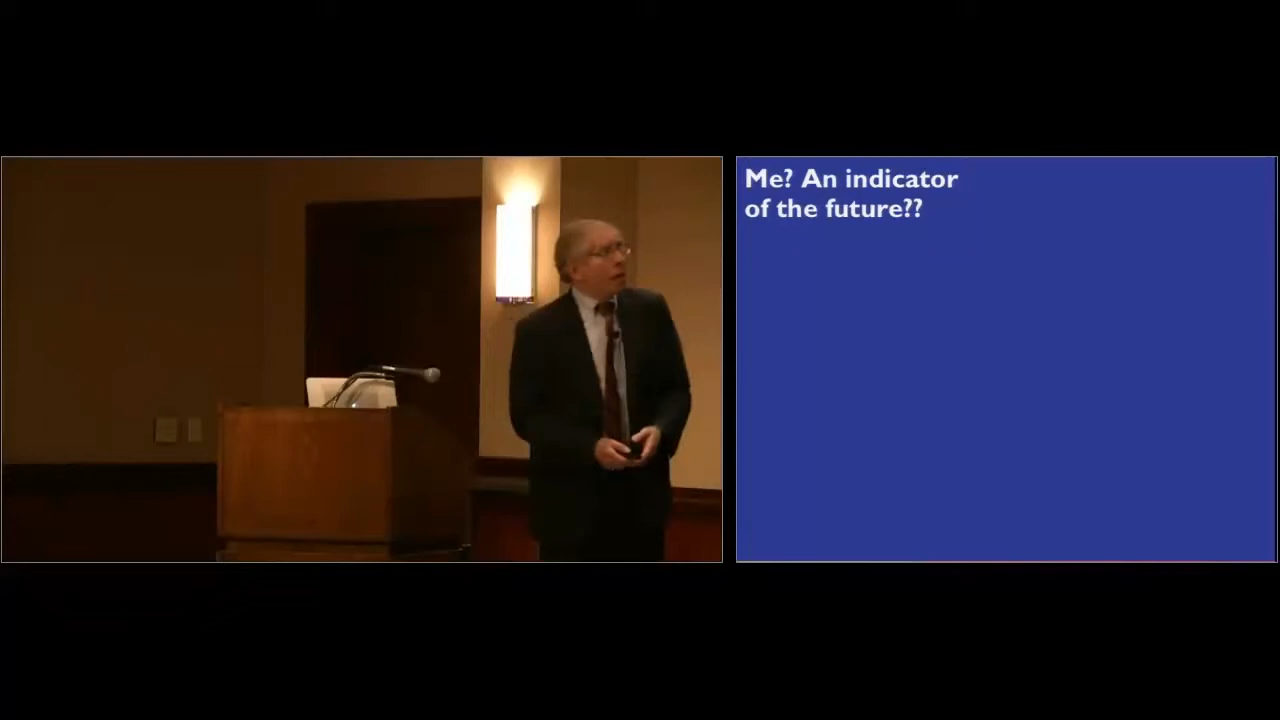 Me? An indicator
of the future??